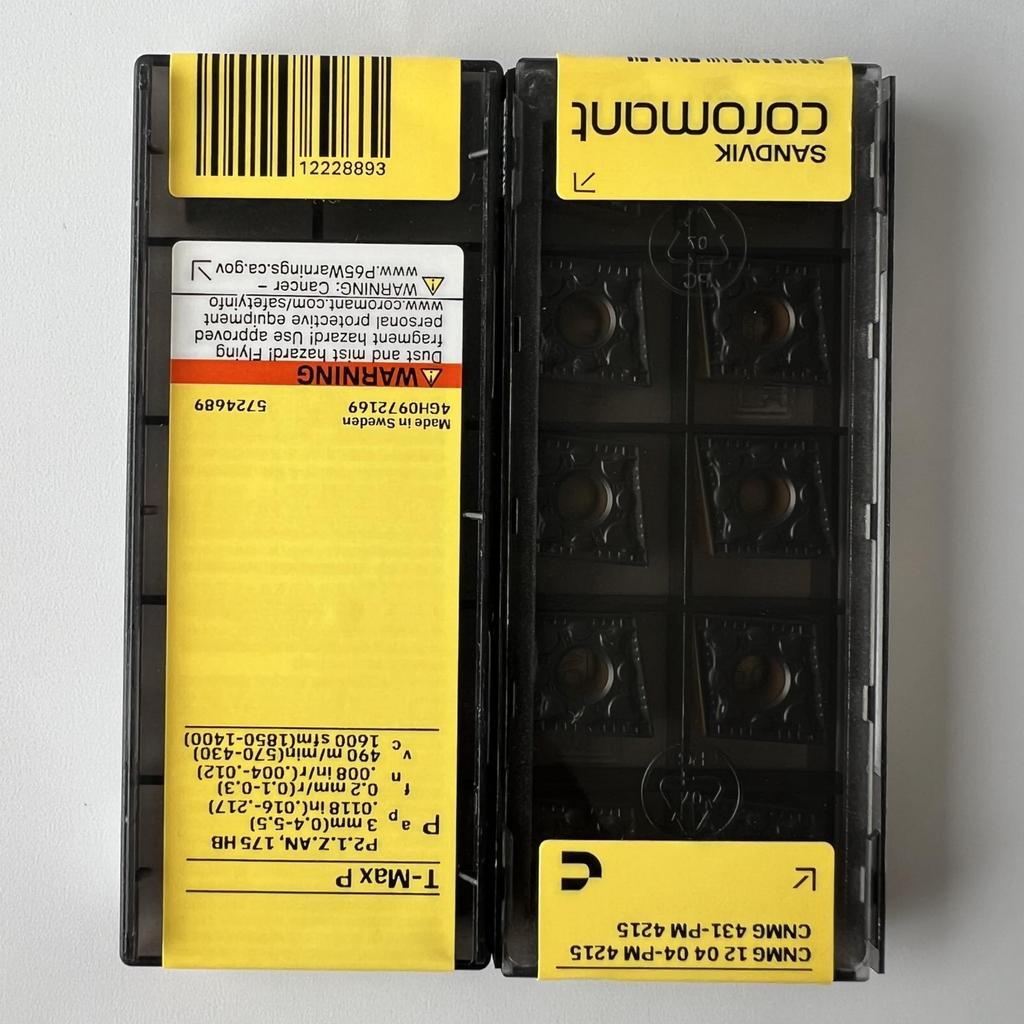 12228893
T-Max P
P2.1.Z.AN, 175 HB
P ap 3 mm(0.4-5.5)
.0118 in(.016-.217)
fn 0.2 mm/r(0.1-0.3)
.008 in/r(.004-.012)
vc 490 m/min(570-430)
1600 sfm(1850-1400)
Made in Sweden
4GH0972169 5724689
WARNING
Dust and mist hazard! Flying
fragment hazard! Use approved
personal protective equipment
www.coromant.com/safetyinfo
WARNING: Cancer –
www.P65Warnings.ca.gov
CNMG 12 04 04-PM 4215
CNMG 431-PM 4215
07
SANDVIK
coromant